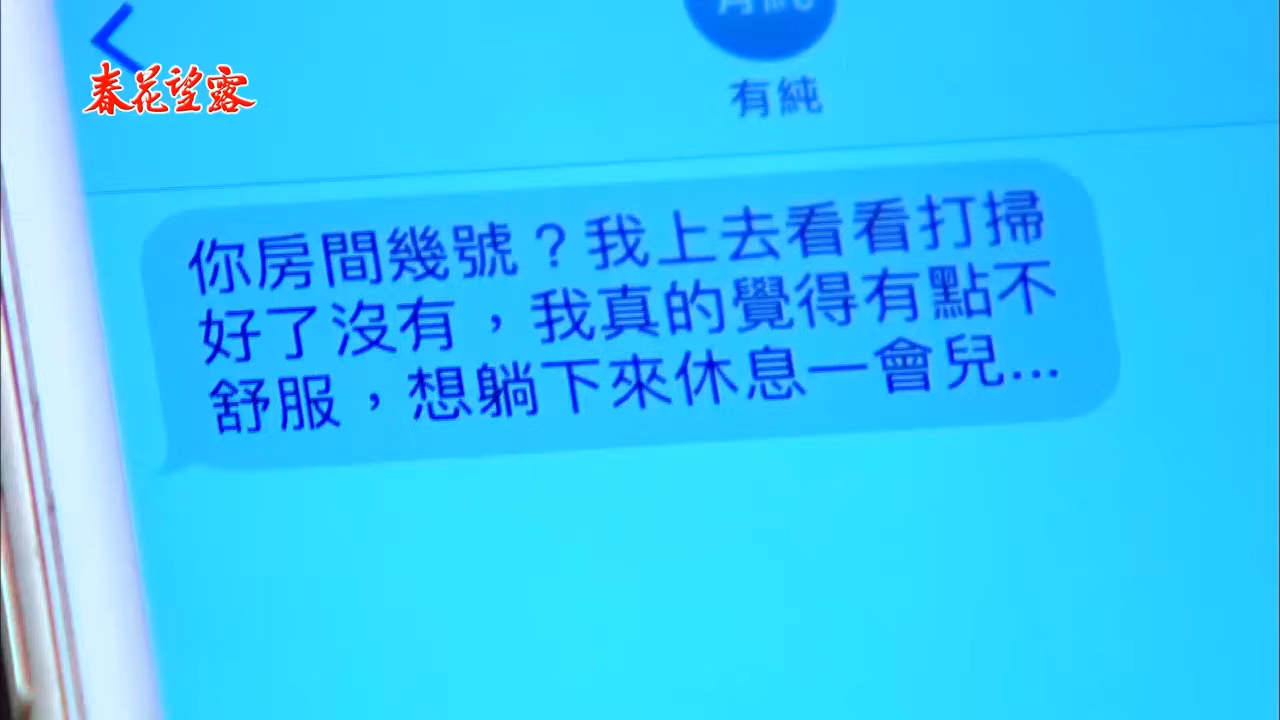 春花望露
有純
你房間幾號？我上去看看打掃
好了沒有，我真的覺得有點不
舒服，想躺下來休息一會兒...